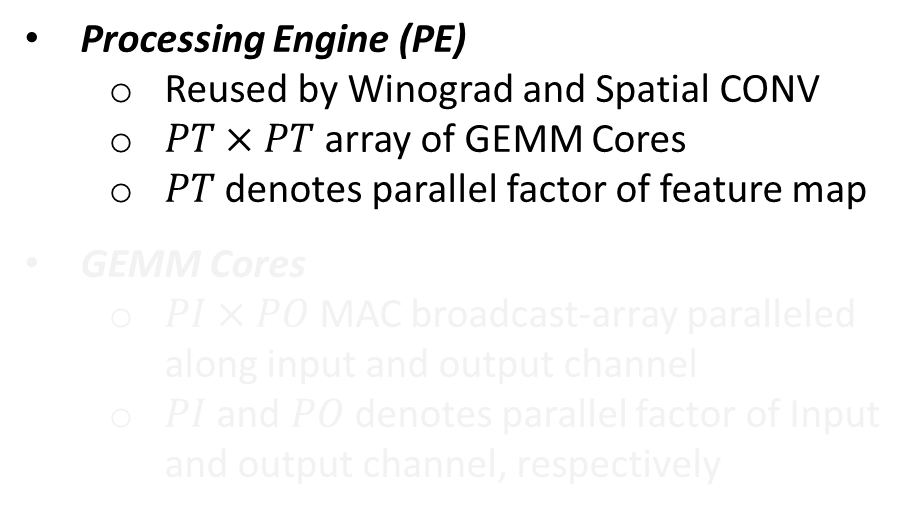 • Processing Engine (PE)
o Reused by Winograd and Spatial CONV
o PT × PT array of GEMM Cores
o PT denotes parallel factor of feature map
• GEMM Cores
o PI × PO MAC broadcast-array paralleled
along input and output channel
o PI and PO denotes parallel factor of Input
and output channel, respectively